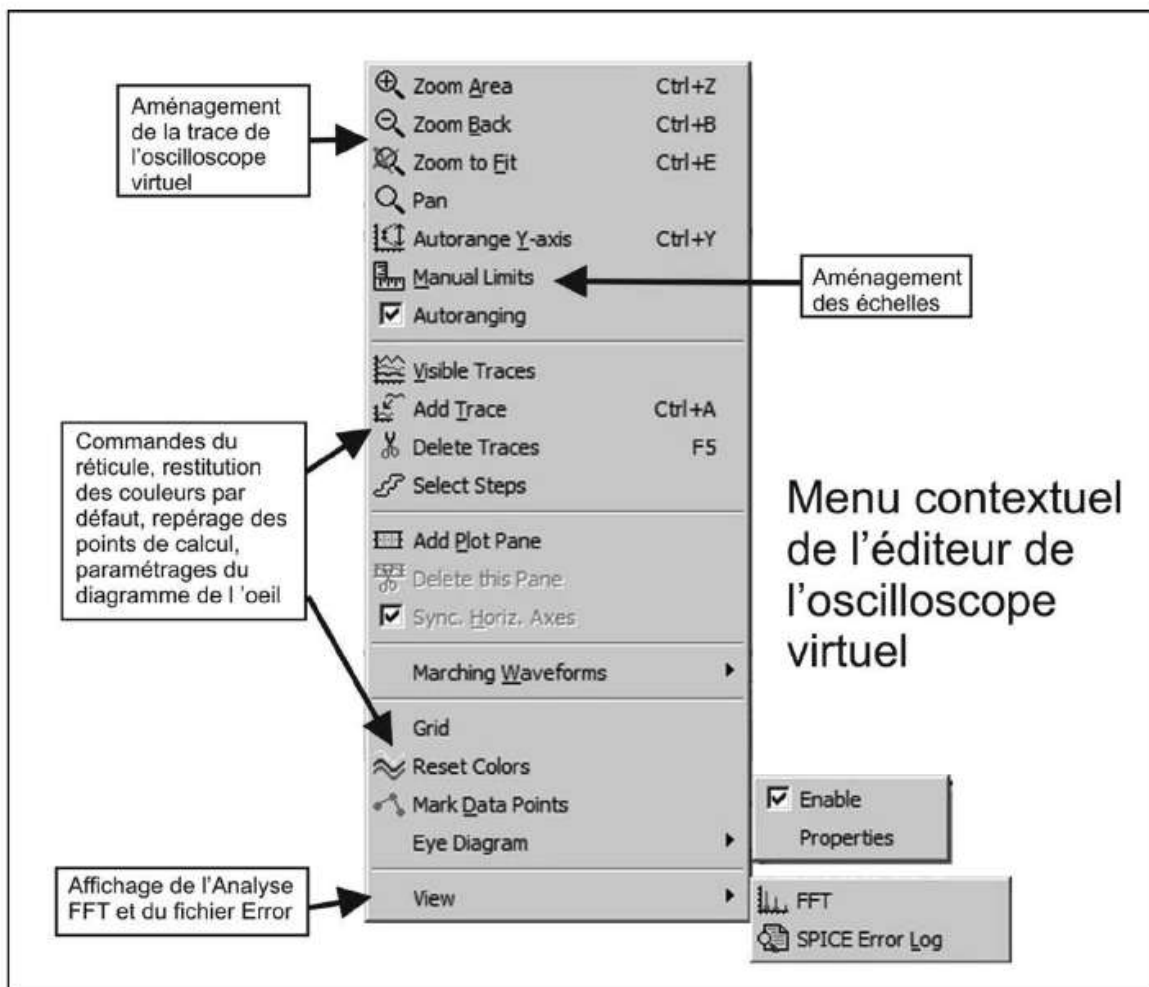 Aménagement
de la trace de
l'oscilloscope
virtuel
Zoom Area Ctrl+Z
Zoom Back Ctrl+B
Zoom to Fit Ctrl+E
Pan
Autorange Y-axis Ctrl+Y
Manual Limits
Autoranging
Aménagement
des échelles
Visible Traces
Add Trace Ctrl+A
Delete Traces F5
Select Steps
Commandes du
réticule, restitution
des couleurs par
défaut, repérage des
points de calcul,
paramétrages du
diagramme de l 'oeil
Add Plot Pane
Delete this Pane
Sync. Horiz. Axes
Marching Waveforms
Grid
Reset Colors
Mark Data Points
Eye Diagram
Enable
Properties
Menu contextuel
de l'éditeur de
l'oscilloscope
virtuel
Affichage de l'Analyse
FFT et du fichier Error
View
FFT
SPICE Error Log